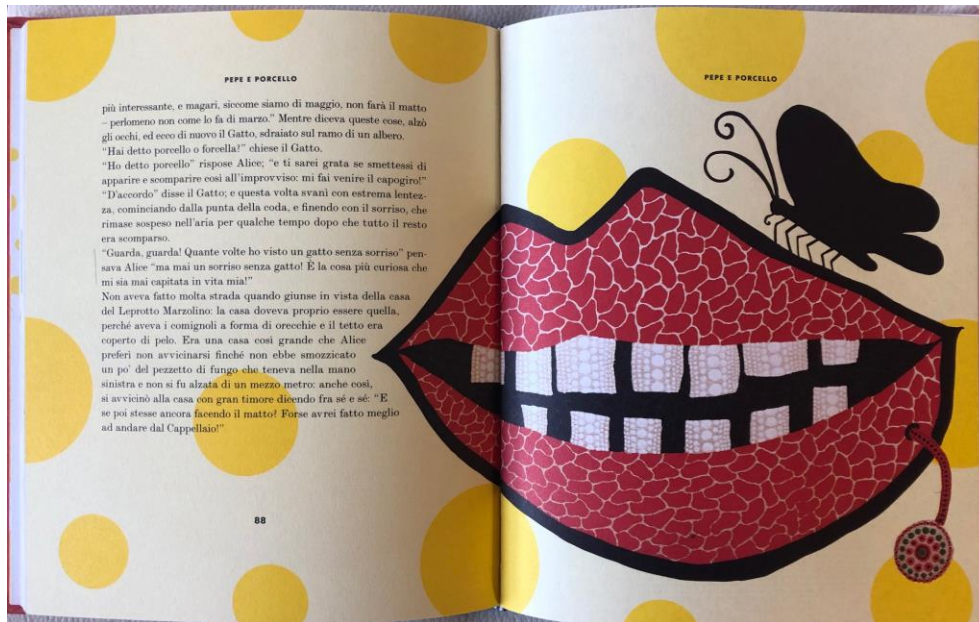 PEPE E PORCELLO
più interessante, e magari, siccome siamo di maggio, non farà il matto
– perlomeno non come lo fa di marzo.” Mentre diceva queste cose, alzò
gli occhi, ed ecco di nuovo il Gatto, sdraiato sul ramo di un albero.
“Hai detto porcello o forcella?” chiese il Gatto.
“Ho detto porcello” rispose Alice; “e ti sarei grata se smettessi di
apparire e scomparire così all’improvviso: mi fai venire il capogiro!”
“D’accordo” disse il Gatto; e questa volta svanì con estrema lentez-
za, cominciando dalla punta della coda, e finendo con il sorriso, che
rimase sospeso nell’aria per qualche tempo dopo che tutto il resto
era scomparso.
“Guarda, guarda! Quante volte ho visto un gatto senza sorriso” pen-
sava Alice “ma mai un sorriso senza gatto! È la cosa più curiosa che
mi sia mai capitata in vita mia!”
Non aveva fatto molta strada quando giunse in vista della casa
del Leprotto Marzolino: la casa doveva proprio essere quella,
perché aveva i comignoli a forma di orecchie e il tetto era
coperto di pelo. Era una casa così grande che Alice
preferì non avvicinarsi finché non ebbe smozzicato
un po’ del pezzetto di fungo che teneva nella mano
sinistra e non si fu alzata di un mezzo metro: anche così,
si avvicinò alla casa con gran timore dicendo fra sé e sé: “E
se poi stesse ancora facendo il matto! Forse avrei fatto meglio
ad andare dal Cappellaio!”
88
PEPE E PORCELLO